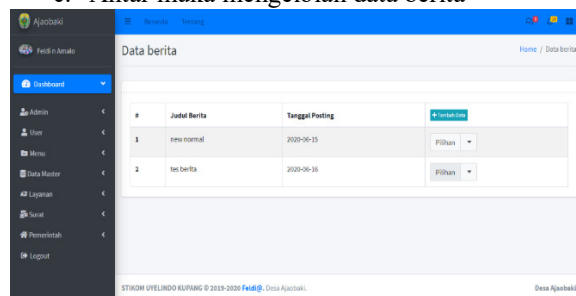 Ajaobaki
Beranda Tentang
Feldi n Amalo
Data berita
Home / Data berita
Dashboard
Admin
User
Menu
Data Master
Layanan
Surat
Pemerintah
Logout
# Judul Berita Tanggal Posting + Tambah Data
1 new normal 2020-06-15 Pilihan
2 tes berita 2020-06-16 Pilihan
STIKOM UYELINDO KUPANG © 2019-2020 Feldi@. Desa Ajaobaki.
Desa Ajaobaki